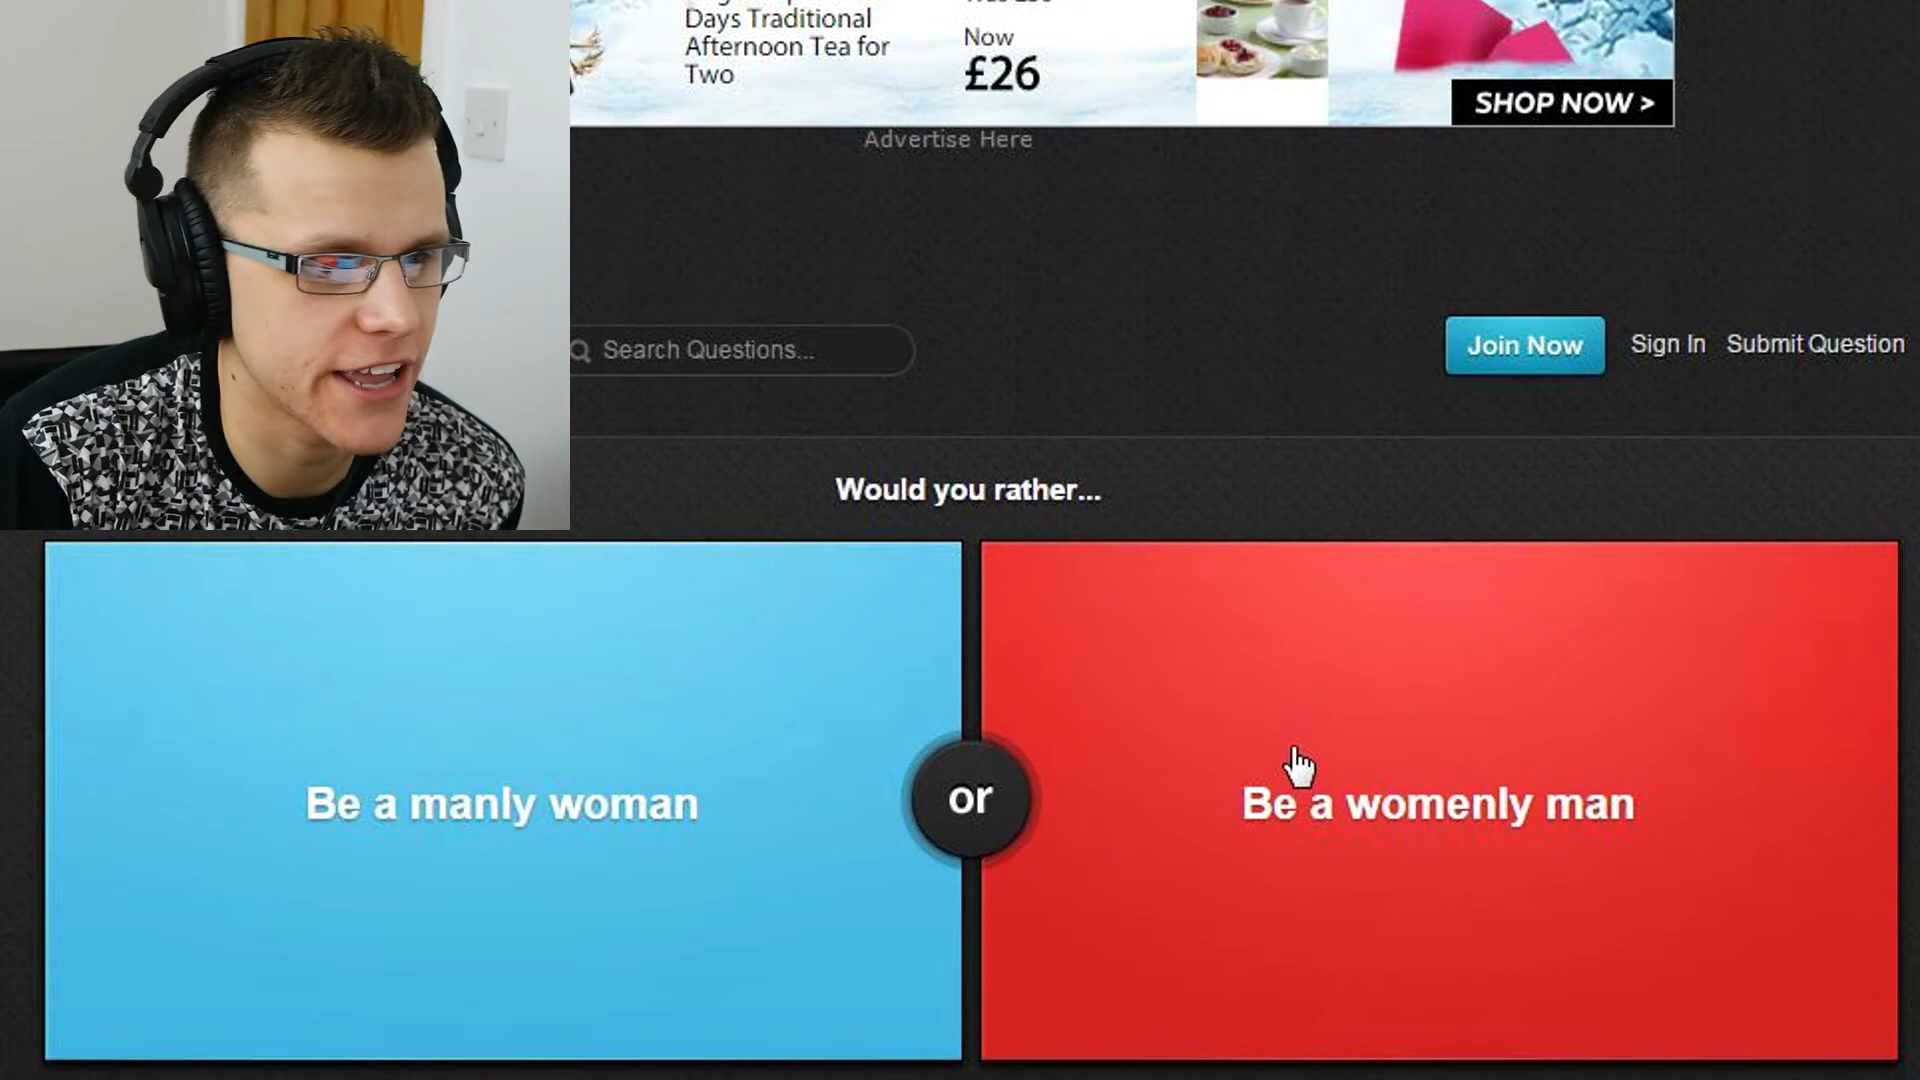 Days Traditional
Afternoon Tea for
Two
Now
£26
SHOP NOW >
Advertise Here
Search Questions...
Join Now
Sign In
Submit Question
Would you rather...
Be a manly woman
or
Be a womenly man